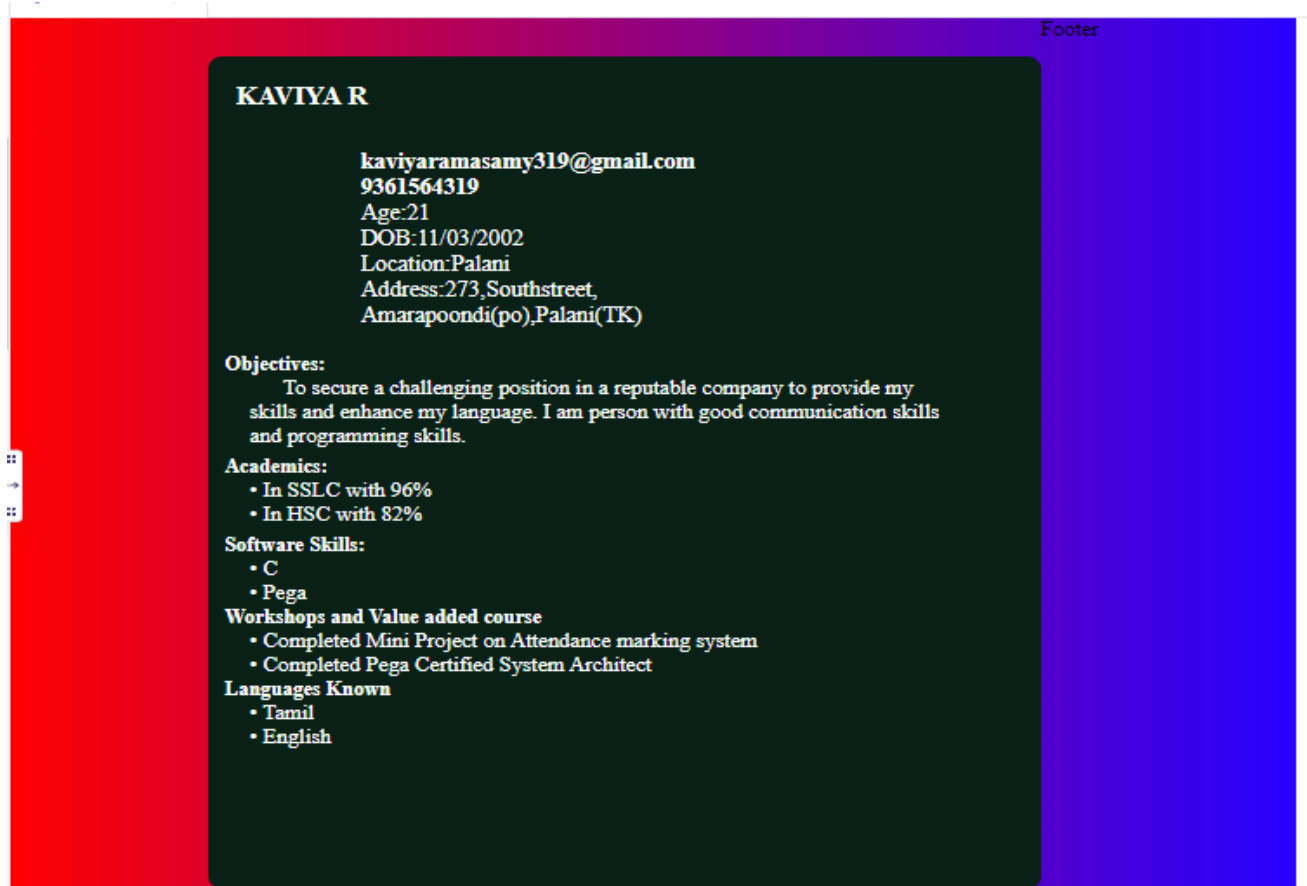 Footer
KAVIYA R
kaviyaramasamy319@gmail.com
9361564319
Age:21
DOB:11/03/2002
Location:Palani
Address:273,Southstreet,
Amarapoondi(po),Palani(TK)
Objectives:
To secure a challenging position in a reputable company to provide my
skills and enhance my language. I am person with good communication skills
and programming skills.
Academics:
• In SSLC with 96%
• In HSC with 82%
Software Skills:
• C
• Pega
Workshops and Value added course
• Completed Mini Project on Attendance marking system
• Completed Pega Certified System Architect
Languages Known
• Tamil
• English